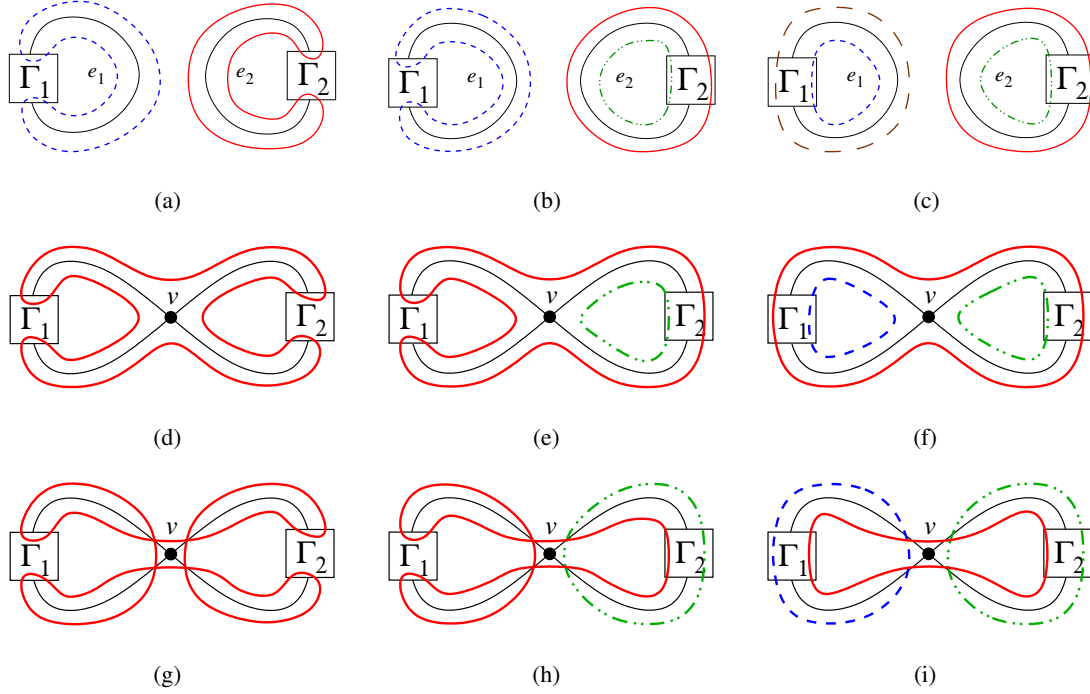 Γ1 e1 e2 Γ2 Γ1 e1 e2 Γ2 Γ1 e1 e2 Γ2
(a) (b) (c)
Γ1 v Γ2 Γ1 v Γ2 Γ1 v Γ2
(d) (e) (f)
Γ1 v Γ2 Γ1 v Γ2 Γ1 v Γ2
(g) (h) (i)